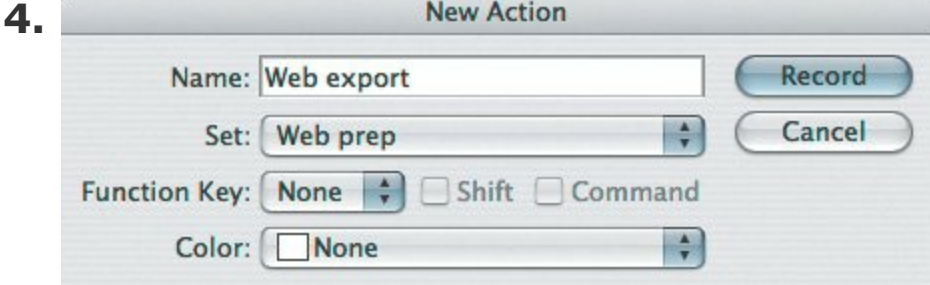 4.
New Action
Name: Web export Record
Set: Web prep Cancel
Function Key: None Shift Command
Color: None